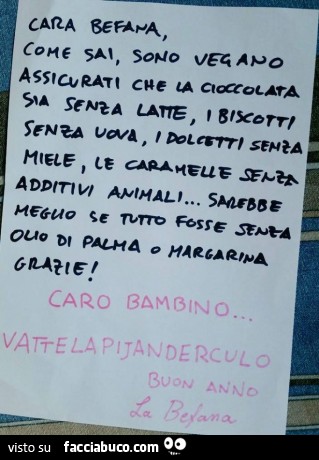 CARA BEFANA,
COME SAI, SONO VEGANO
ASSICURATI CHE LA CIOCCOLATA
SIA SENZA LATTE, I BISCOTTI
SENZA UOVA, I DOLCETTI SENZA
MIELE, LE CARAMELLE SENZA
ADDITIVI ANIMALI... SAREBBE
MEGLIO SE TUTTO FOSSE SENZA
OLIO DI PALMA O MARGARINA
GRAZIE!
CARO BAMBINO...
VATTELAPIJANDERCULO
BUON ANNO
La Befana
visto su facciabuco.com